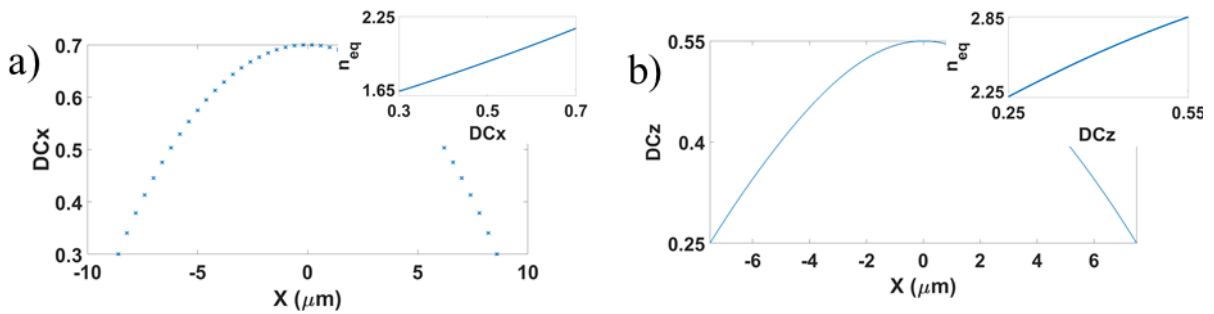 a)
DCx
0.7
0.6
0.5
0.4
0.3
-10 -5 0 5 10
X (μm)
n_eq
2.25
1.65
0.3 0.5 0.7
DCx
b)
DCz
0.55
0.4
0.25
-6 -4 -2 0 2 4 6
X (μm)
n_eq
2.85
2.25
0.25 0.55
DCz